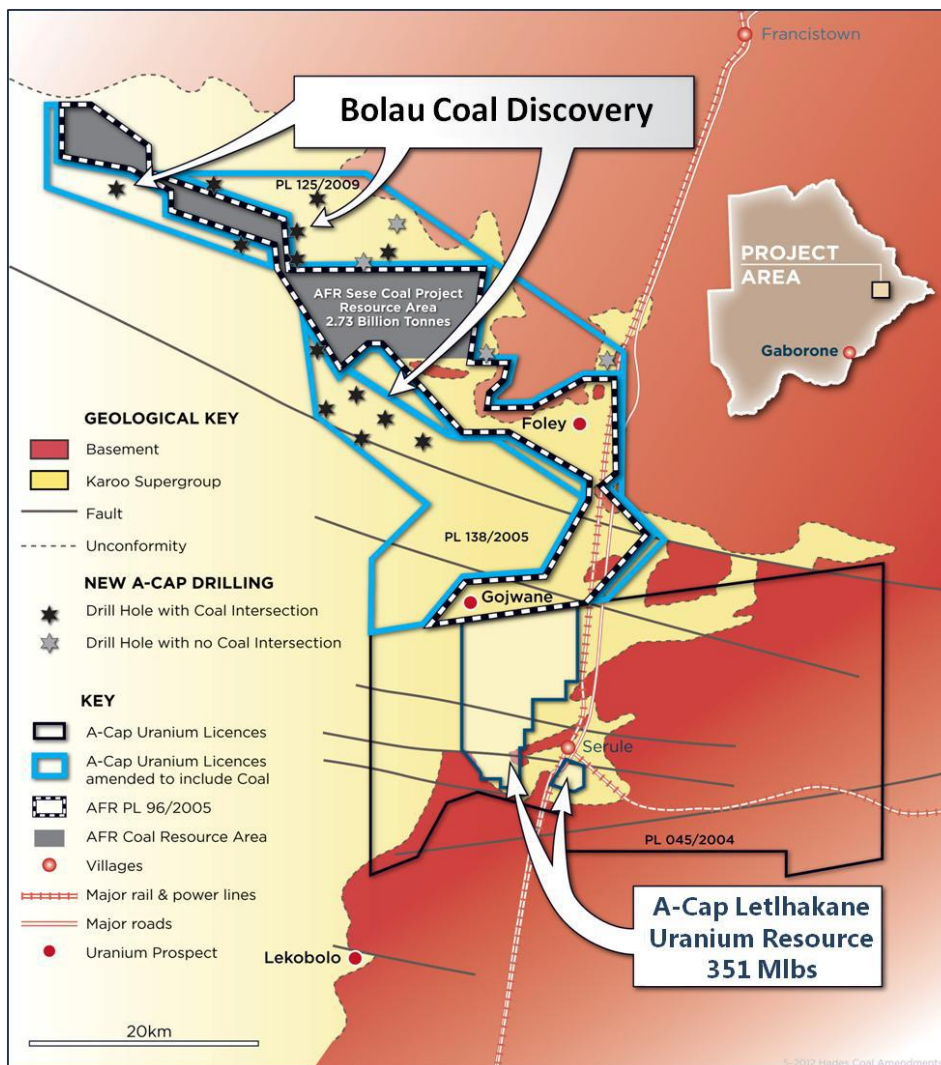 Francistown
Bolau Coal Discovery
PL 125/2009
PROJECT
AREA
AFR Sese Coal Project
Resource Area
2.73 Billion Tonnes
Gaborone
GEOLOGICAL KEY
Basement
Karoo Supergroup
Fault
Unconformity
Foley
PL 138/2005
NEW A-CAP DRILLING
Drill Hole with Coal Intersection
Drill Hole with no Coal Intersection
Gojwane
KEY
A-Cap Uranium Licences
A-Cap Uranium Licences
amended to include Coal
AFR PL 96/2005
AFR Coal Resource Area
Villages
Major rail & power lines
Major roads
Uranium Prospect
Serule
PL 045/2004
A-Cap Letlhakane
Uranium Resource
351 Mlbs
Lekobolo
20km
S-2012 Hades Coal Amendments